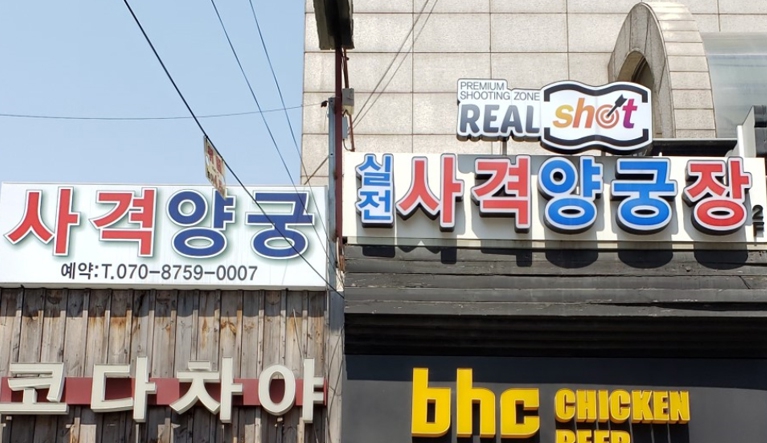 사격양궁
예약:T.070-8759-0007
코다차야
PREMIUM
SHOOTING ZONE
REAL shot
실전 사격양궁장 2F
bhc CHICKEN
BEER